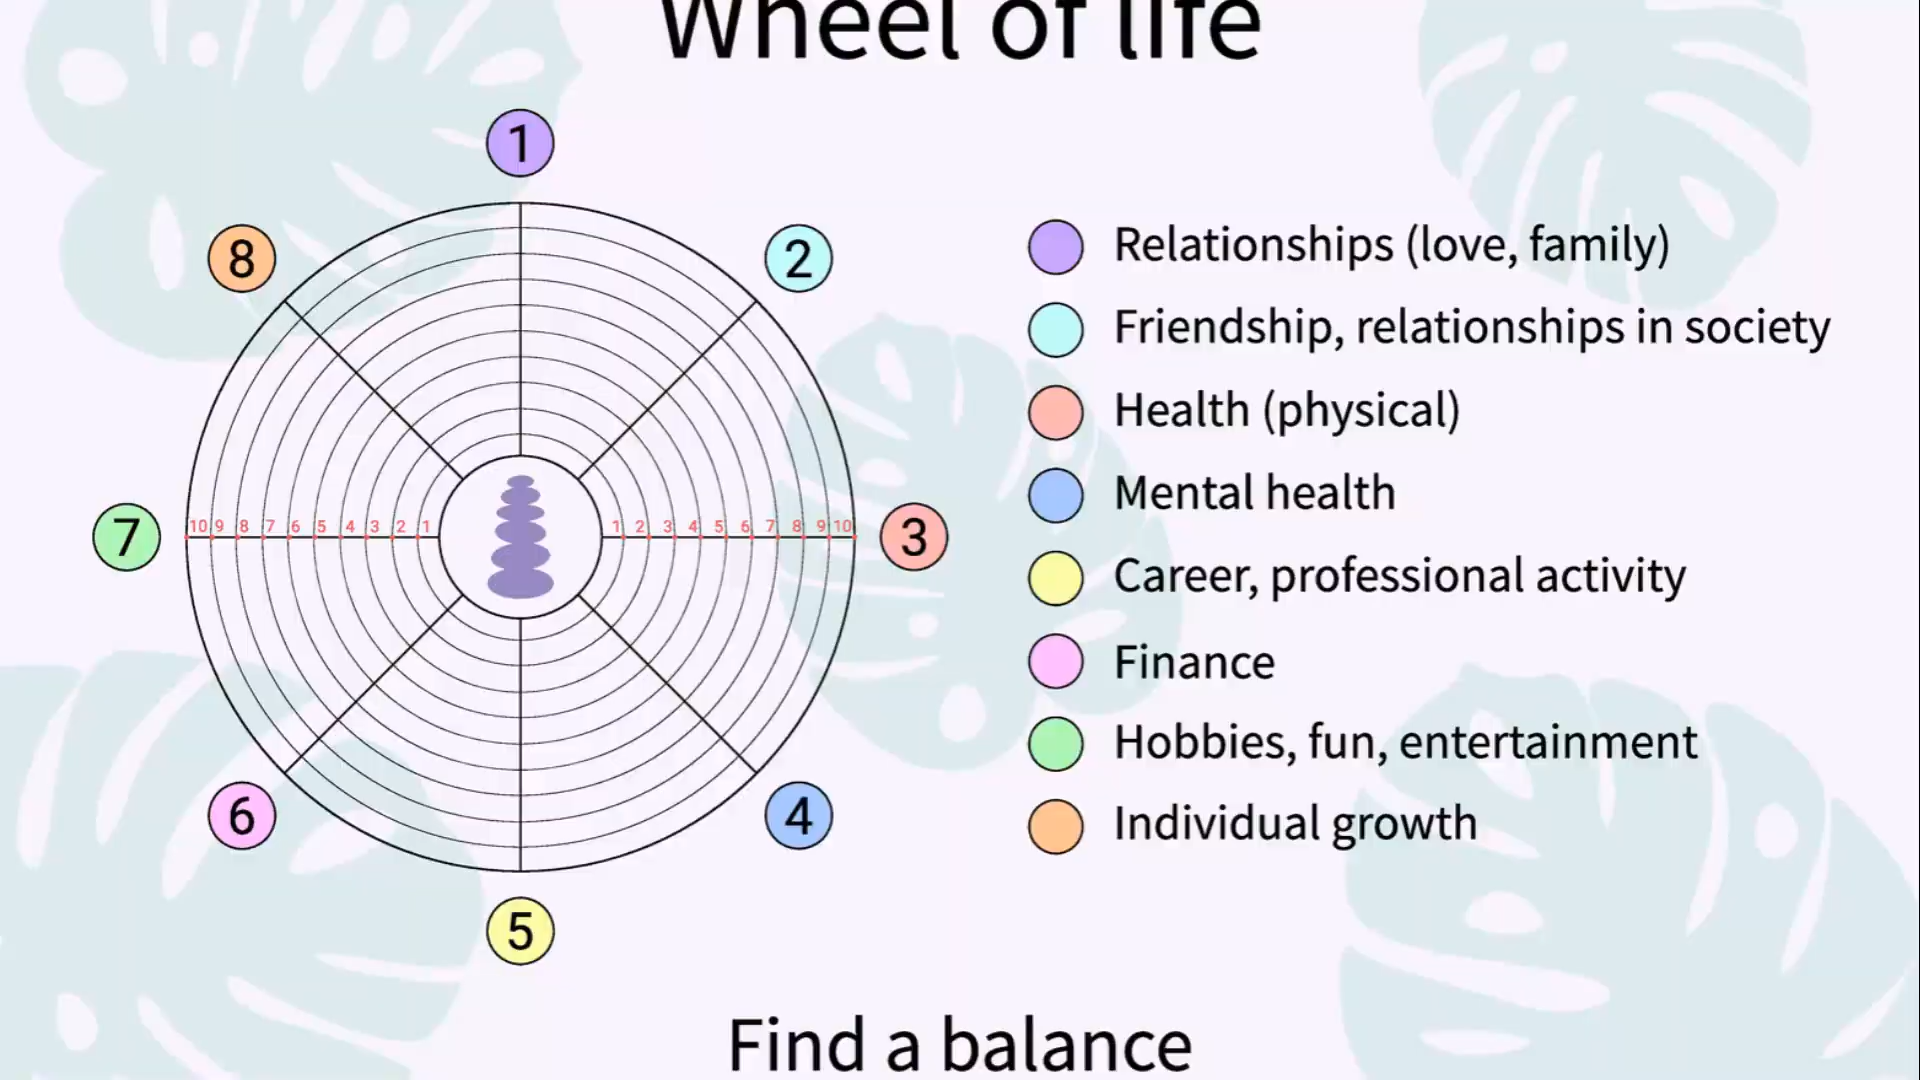 Wheel of life
1
8
2
Relationships (love, family)
Friendship, relationships in society
Health (physical)
Mental health
7
10 9 8 7 6 5 4 3 2 1
1 2 3 4 5 6 7 8 9 10
3
Career, professional activity
Finance
Hobbies, fun, entertainment
6
4
Individual growth
5
Find a balance